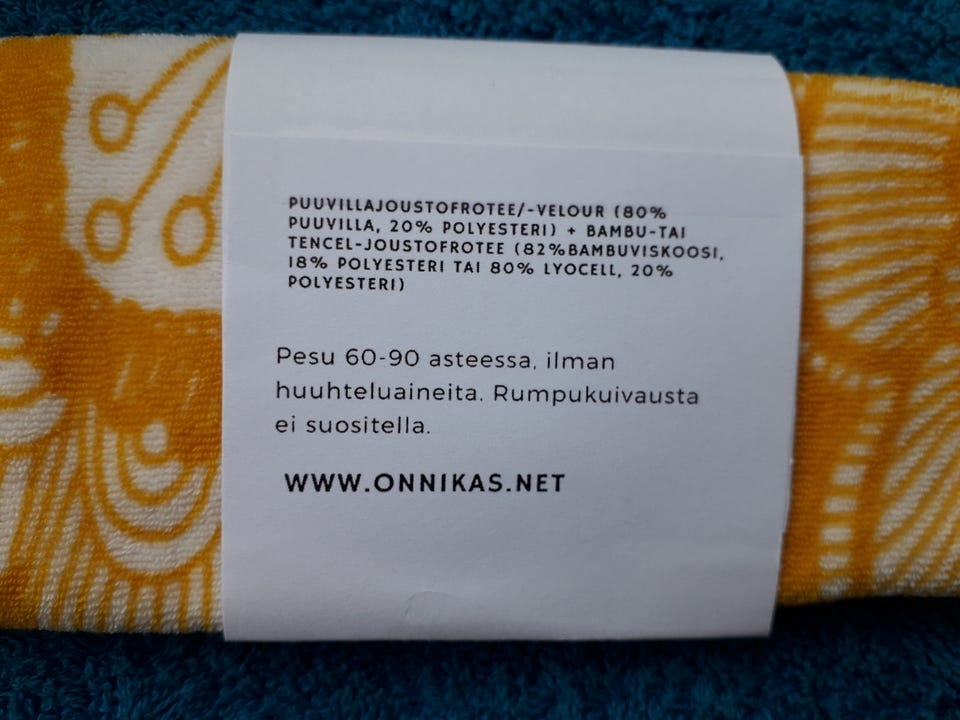 PUUVILLAJOUSTOFROTEE/-VELOUR (80%
PUUVILLA, 20% POLYESTERI) + BAMBU-TAI
TENCEL-JOUSTOFROTEE (82%BAMBUVISKOOSI,
18% POLYESTERI TAI 80% LYOCELL, 20%
POLYESTERI)
Pesu 60-90 asteessa, ilman
huuhteluaineita. Rumpukuivausta
ei suositella.
WWW.ONNIKAS.NET